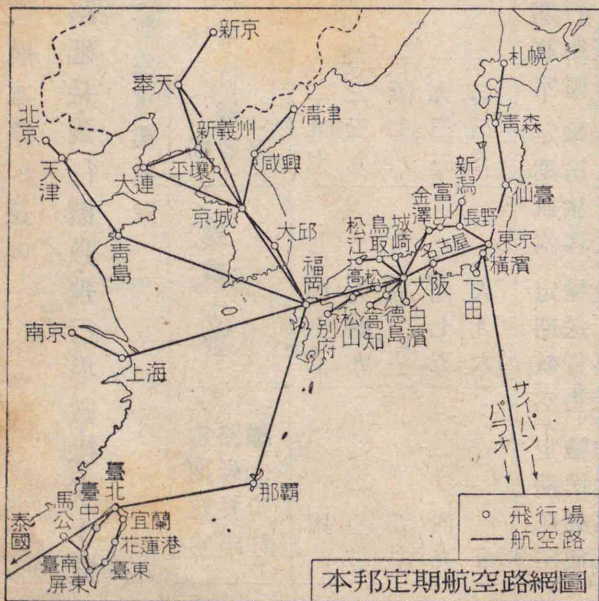 新京
奉天
新義州
清津
北京
天津
大連
平壤
咸興
京城
大邱
青島
南京
上海
福岡
札幌
青森
仙臺
新潟
富山
金澤
長野
城崎
鳥取
松江
名古屋
東京
橫濱
大阪
下田
高松
別府
松山
高知
德島
白濱
サイパン
パラオ
那覇
臺北
臺中
馬公
宜蘭
花蓮港
臺南
臺東
屏東
泰國
飛行場
航空路
本邦定期航空路網圖